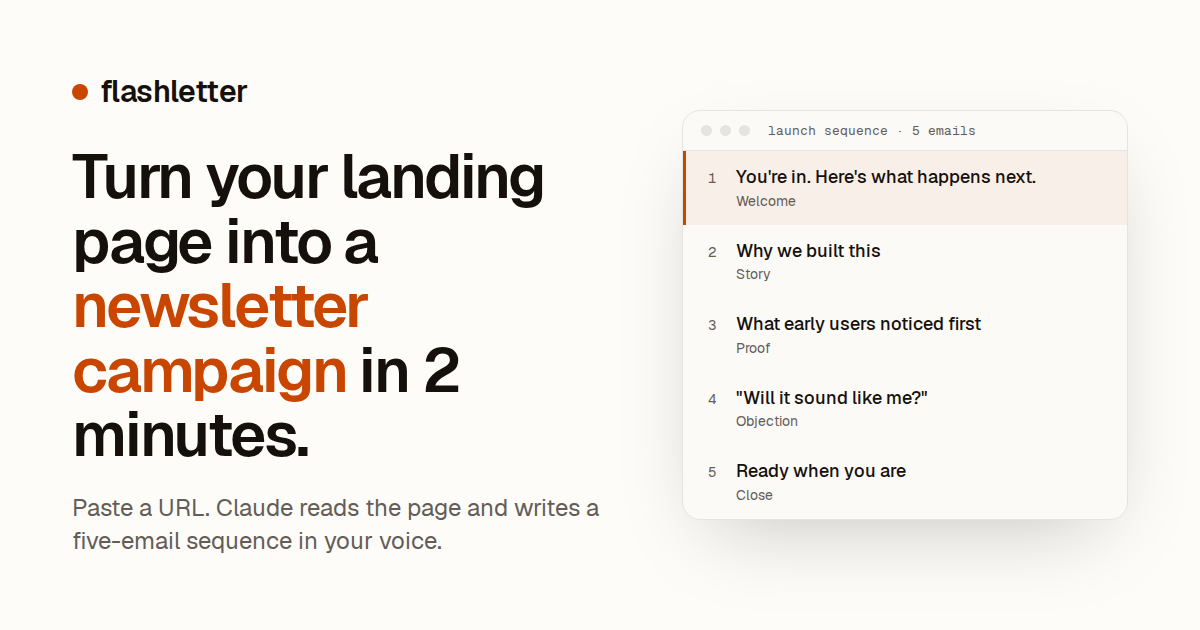 flashletter
Turn your landing
page into a
newsletter
campaign in 2
minutes.
Paste a URL. Claude reads the page and writes a
five-email sequence in your voice.
launch sequence · 5 emails
1 You're in. Here's what happens next.
Welcome
2 Why we built this
Story
3 What early users noticed first
Proof
4 "Will it sound like me?"
Objection
5 Ready when you are
Close